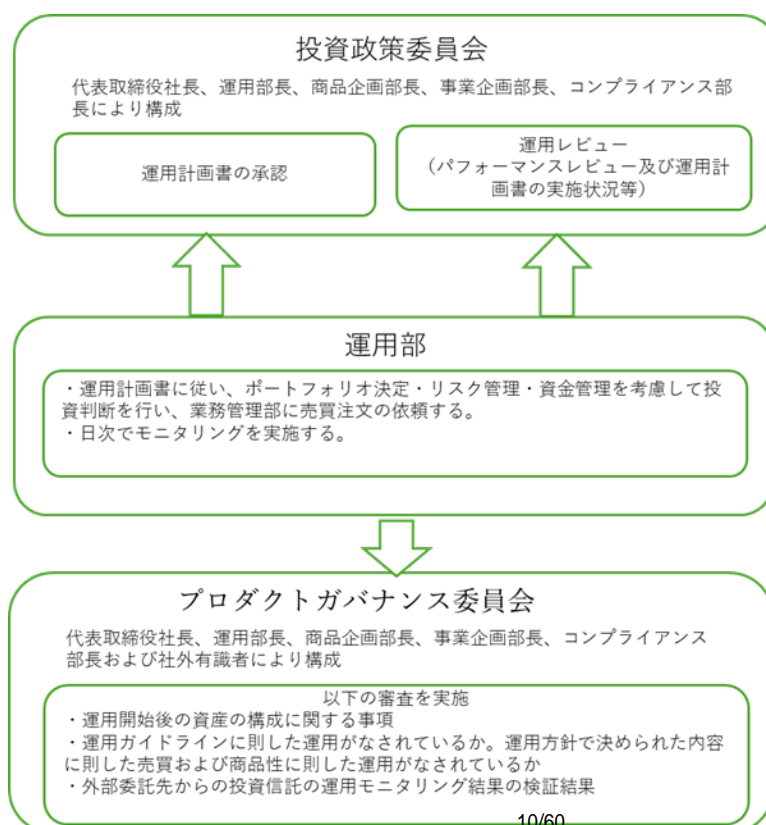 投資政策委員会
代表取締役社長、運用部長、商品企画部長、事業企画部長、コンプライアンス部
長により構成
運用計画書の承認
運用レビュー
（パフォーマンスレビュー及び運用計
画書の実施状況等）
運用部
・運用計画書に従い、ポートフォリオ決定・リスク管理・資金管理を考慮して投
資判断を行い、業務管理部に売買注文の依頼する。
・日次でモニタリングを実施する。
プロダクトガバナンス委員会
代表取締役社長、運用部長、商品企画部長、事業企画部長、コンプライアンス
部長および社外有識者により構成
以下の審査を実施
・運用開始後の資産の構成に関する事項
・運用ガイドラインに則した運用がなされているか。運用方針で決められた内容
に則した売買および商品性に則した運用がなされているか
・外部委託先からの投資信託の運用モニタリング結果の検証結果
10/60